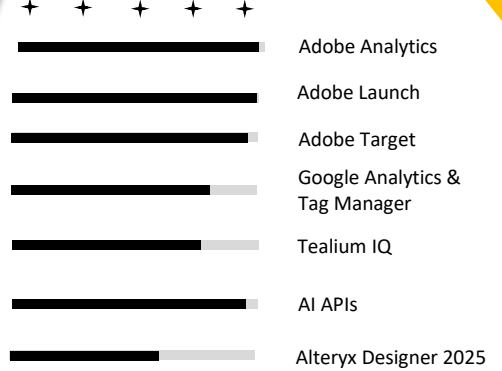 Adobe Analytics
Adobe Launch
Adobe Target
Google Analytics &
Tag Manager
Tealium IQ
AI APIs
Alteryx Designer 2025